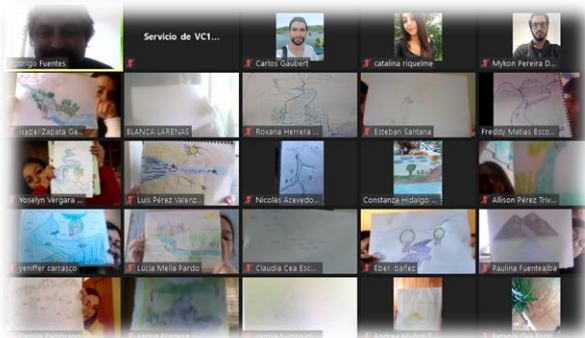 Rodrigo Fuentes
Servicio de VC1...
Carlos Gaubert
catalina riquelme
Mykon Pereira D...
Isabel Zapata Ga...
BLANCA LARENAS
Roxana Herrera ...
Esteban Santana
Freddy Matias Esco...
Yoselyn Vergara ...
Luis Pérez Valenz...
Nicolás Acevedo...
Constanza Hidalgo ...
Allison Pérez Triv...
yeniffer carrasco
Lucia Mella Pardo
Claudia Cea Esc...
Eber ibañez
Paulina Fuentealba